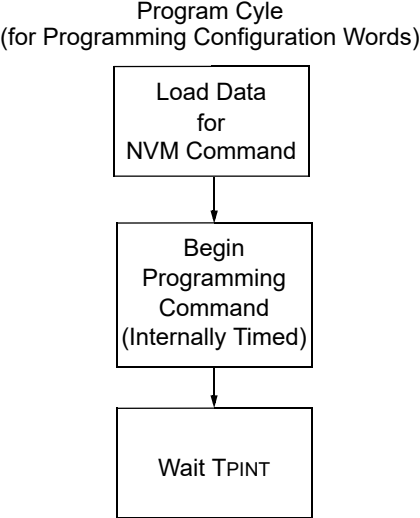 Program Cyle
(for Programming Configuration Words)
Load Data
for
NVM Command
Begin
Programming
Command
(Internally Timed)
Wait TPINT